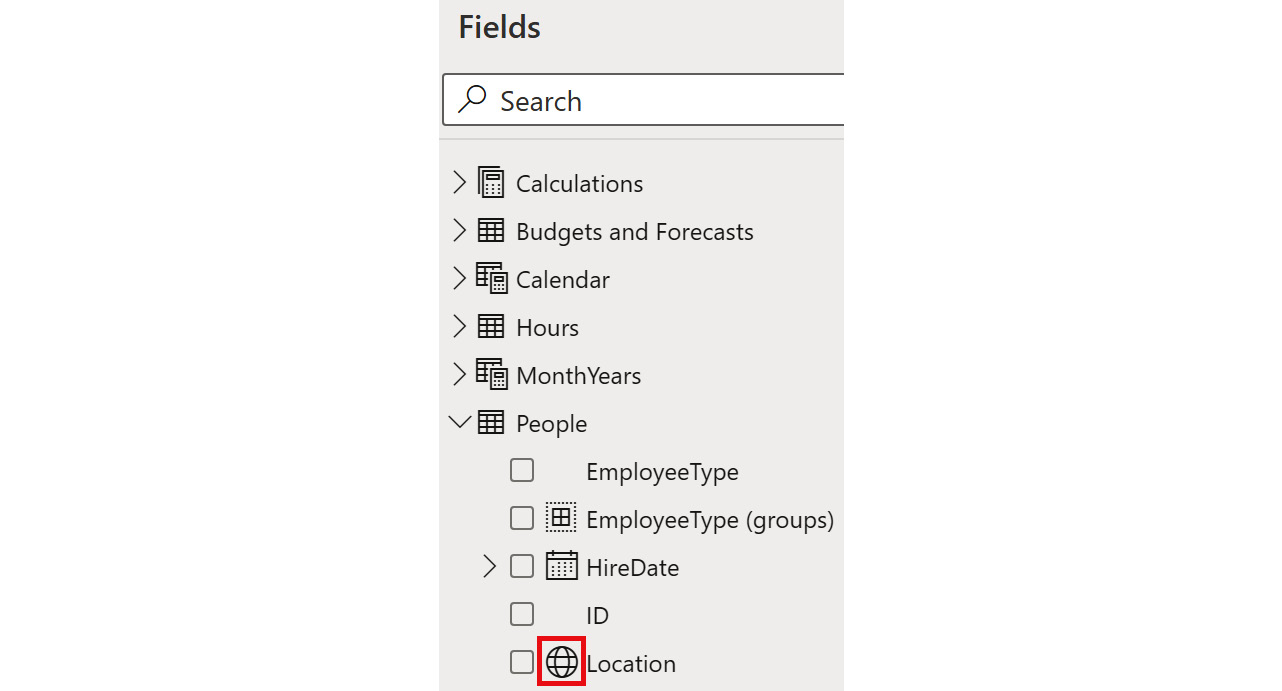 Fields
Search
Calculations
Budgets and Forecasts
Calendar
Hours
MonthYears
People
EmployeeType
EmployeeType (groups)
HireDate
ID
Location